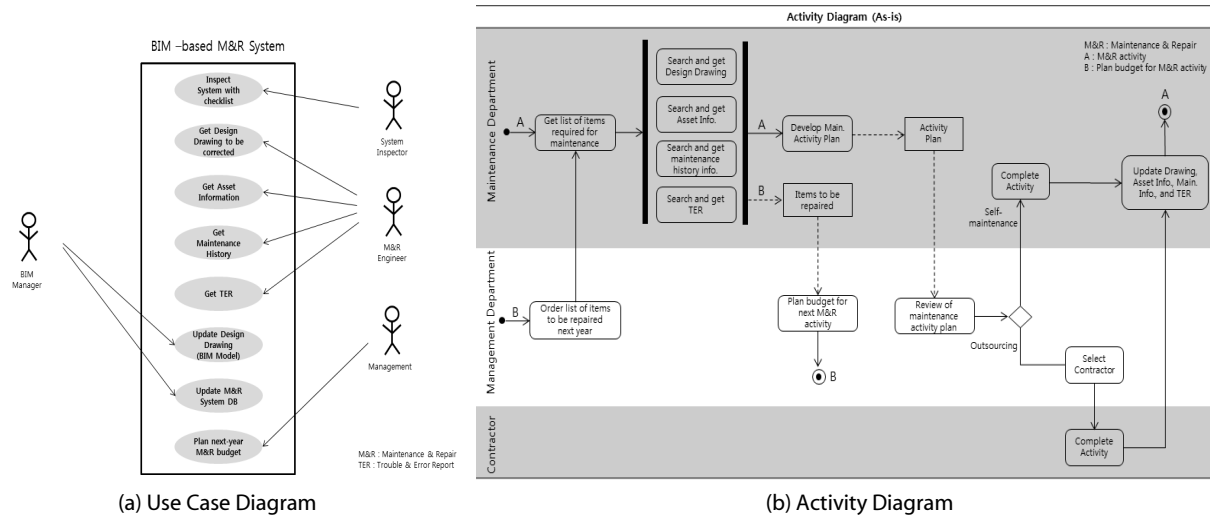 BIM –based M&R System
Inspect
System with
checklist
Get Design
Drawing to be
corrected
Get Asset
Information
Get
Maintenance
History
Get TER
Update Design
Drawing
(BIM Model)
Update M&R
System DB
Plan next-year
M&R budget
BIM
Manager
System
Inspector
M&R
Engineer
Management
M&R : Maintenance & Repair
TER : Trouble & Error Report
(a) Use Case Diagram
Activity Diagram (As-is)
Maintenance Department
Management Department
Contractor
M&R : Maintenance & Repair
A : M&R activity
B : Plan budget for M&R activity
A
Get list of items
required for
maintenance
Search and get
Design Drawing
Search and get
Asset Info.
Search and get
maintenance
history info.
Search and get
TER
A
Develop Main.
Activity Plan
Activity
Plan
B
Items to be
repaired
Complete
Activity
Self-
maintenance
Update Drawing,
Asset Info., Main.
Info., and TER
A
B
Order list of items
to be repaired
next year
Plan budget for
next M&R
activity
B
Review of
maintenance
activity plan
Outsourcing
Select
Contractor
Complete
Activity
(b) Activity Diagram